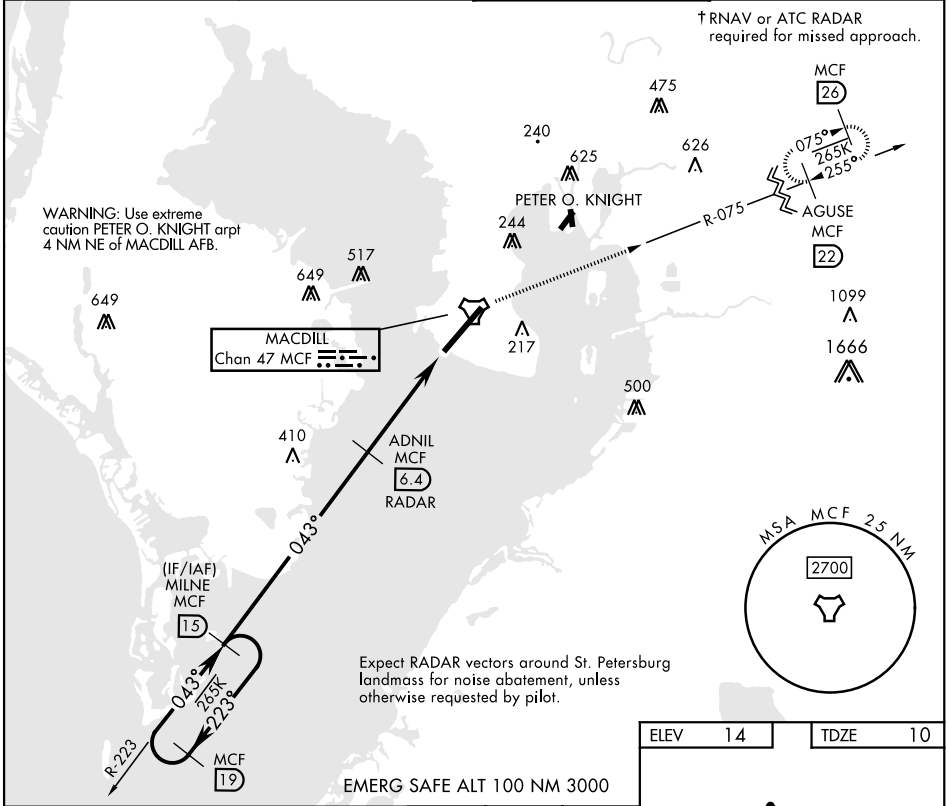 † RNAV or ATC RADAR
required for missed approach.
MCF
26
475
240
075°
265K
255°
626
625
PETER O. KNIGHT
R-075
AGUSE
MCF
22
WARNING: Use extreme
caution PETER O. KNIGHT arpt
4 NM NE of MACDILL AFB.
244
517
649
649
1099
MACDILL
Chan 47 MCF
217
1666
500
410
ADNIL
MCF
6.4
RADAR
043°
MSA MCF 25 NM
2700
(IF/IAF)
MILNE
MCF
15
Expect RADAR vectors around St. Petersburg
landmass for noise abatement, unless
otherwise requested by pilot.
043°
265K
223°
R-223
MCF
19
EMERG SAFE ALT 100 NM 3000
ELEV 14
TDZE 10